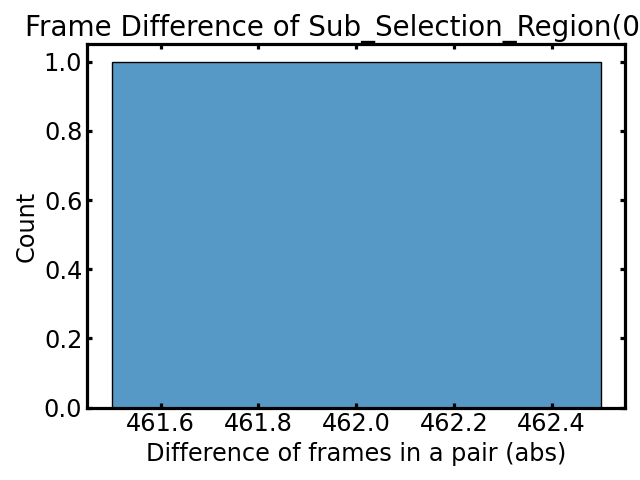 Frame Difference of Sub_Selection_Region(0
1.0
0.8
0.6
0.4
0.2
0.0
Count
461.6 461.8 462.0 462.2 462.4
Difference of frames in a pair (abs)